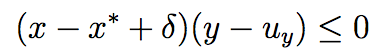 (x − x* + δ)(y − u_y) ≤ 0